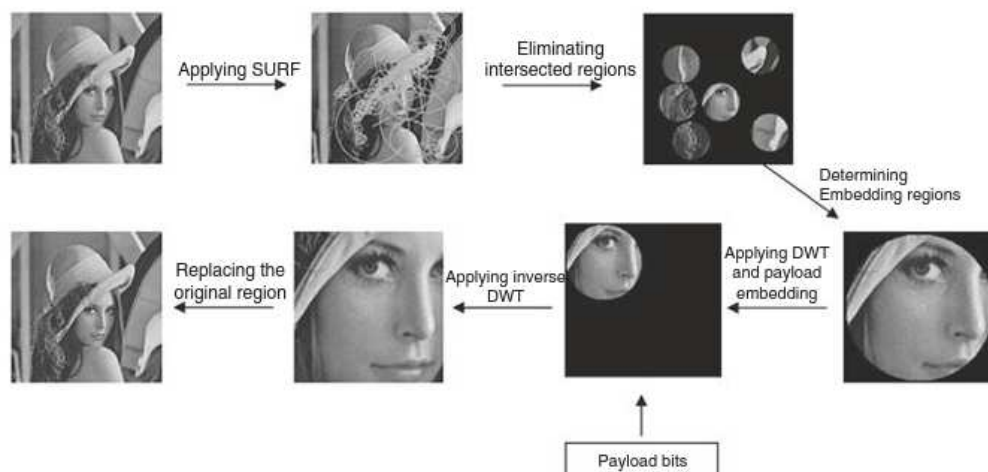 Applying SURF
Eliminating
intersected regions
Determining
Embedding regions
Applying DWT
and payload
embedding
Applying inverse
DWT
Replacing the
original region
Payload bits